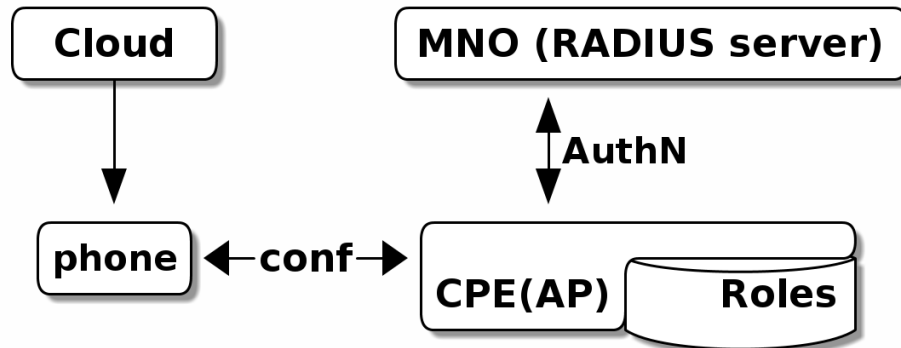 Cloud
MNO (RADIUS server)
AuthN
phone
conf
CPE(AP)
Roles